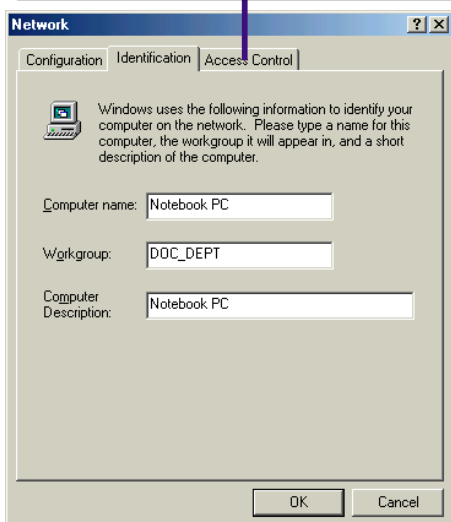 Network
Configuration Identification Access Control
Windows uses the following information to identify your
computer on the network. Please type a name for this
computer, the workgroup it will appear in, and a short
description of the computer.
Computer name: Notebook PC
Workgroup: DOC_DEPT
Computer
Description: Notebook PC
OK Cancel